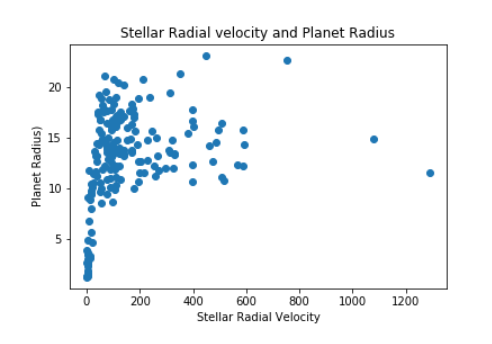 Stellar Radial velocity and Planet Radius
20
15
10
5
Planet Radius)
0 200 400 600 800 1000 1200
Stellar Radial Velocity